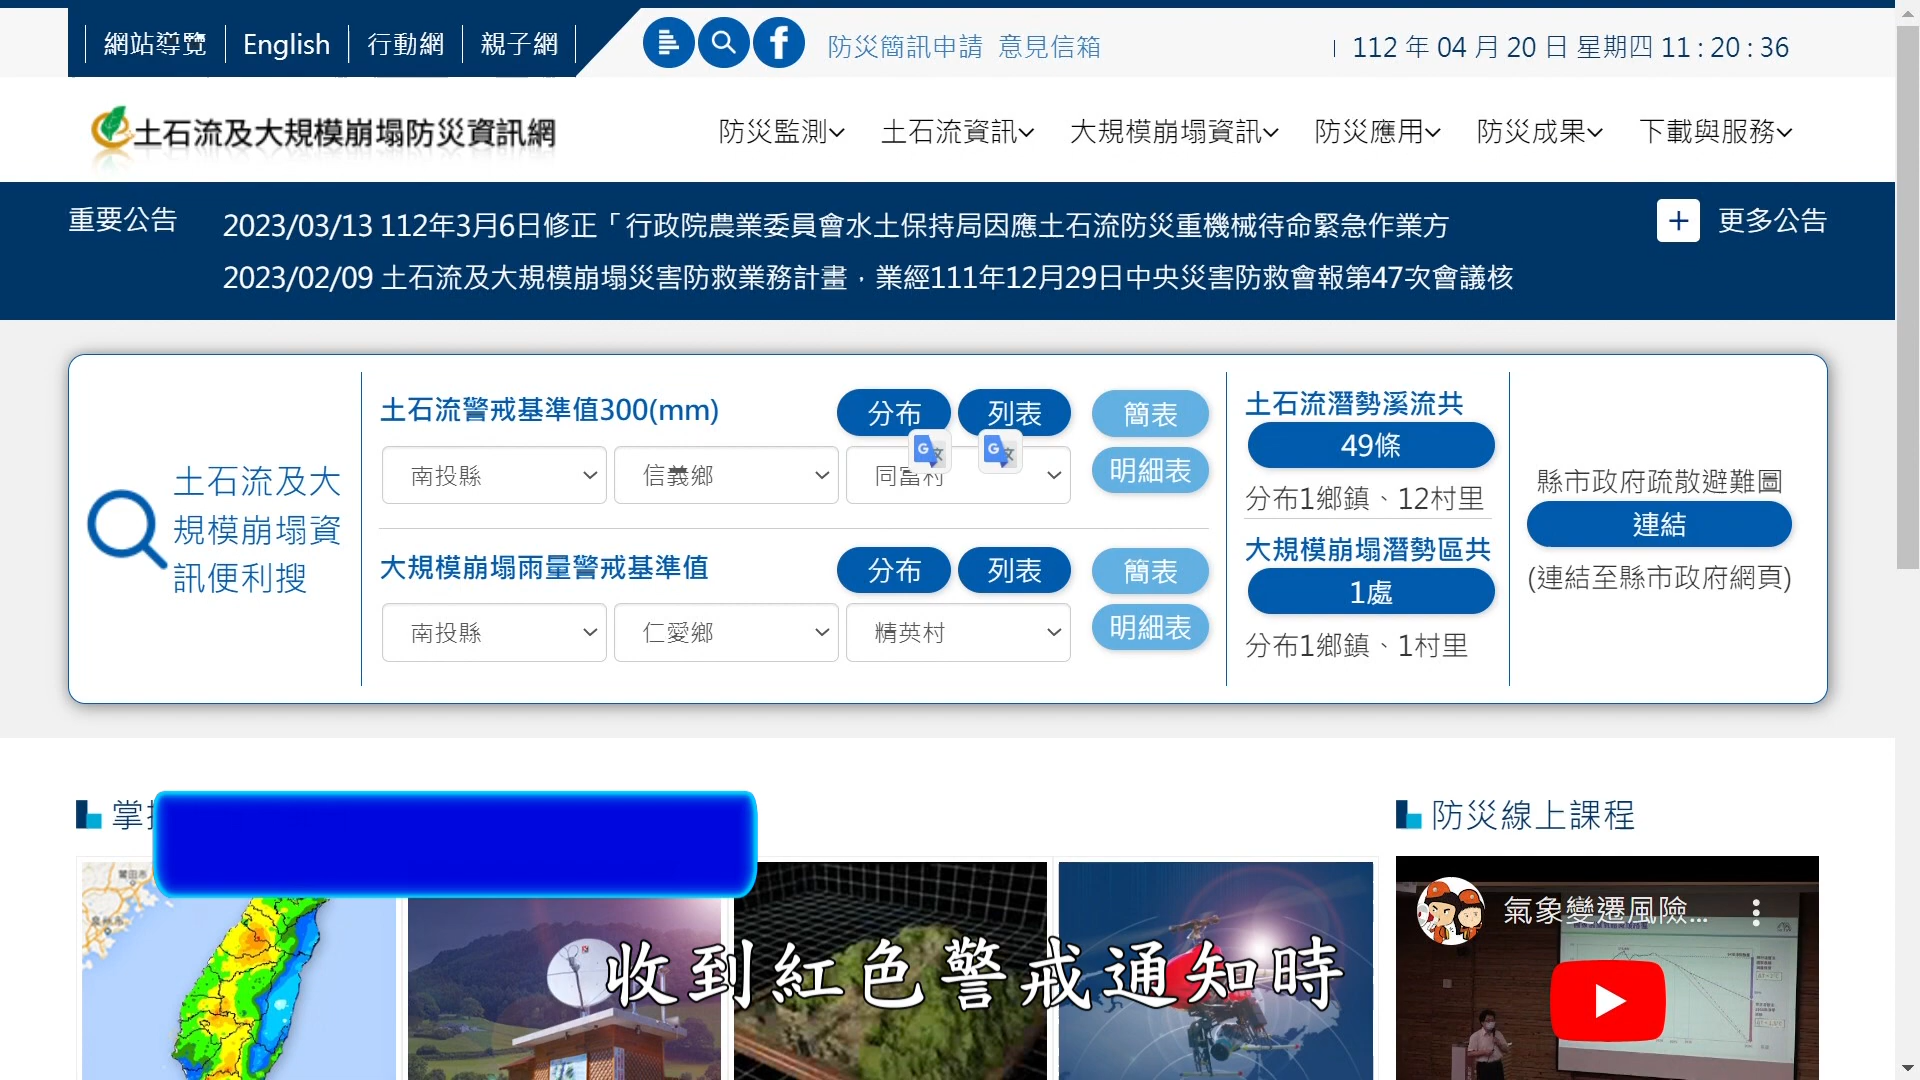 網站導覽 English 行動網 親子網 防災簡訊申請 意見信箱 112 年 04 月 20 日 星期四 11 : 20 : 36
土石流及大規模崩塌防災資訊網 防災監測 土石流資訊 大規模崩塌資訊 防災應用 防災成果 下載與服務
重要公告 2023/03/13 112年3月6日修正「行政院農業委員會水土保持局因應土石流防災重機械待命緊急作業方 更多公告
2023/02/09 土石流及大規模崩塌災害防救業務計畫，業經111年12月29日中央災害防救會報第47次會議核
土石流及大
規模崩塌資
訊便利搜
土石流警戒基準值300(mm) 分布 列表 簡表
南投縣 信義鄉 同富村 明細表
大規模崩塌雨量警戒基準值 分布 列表 簡表
南投縣 仁愛鄉 精英村 明細表
土石流潛勢溪流共
49條
分布1鄉鎮、12村里
大規模崩塌潛勢區共
1處
分布1鄉鎮、1村里
縣市政府疏散避難圖
連結
(連結至縣市政府網頁)
掌
防災線上課程
氣象變遷風險...
收到紅色警戒通知時